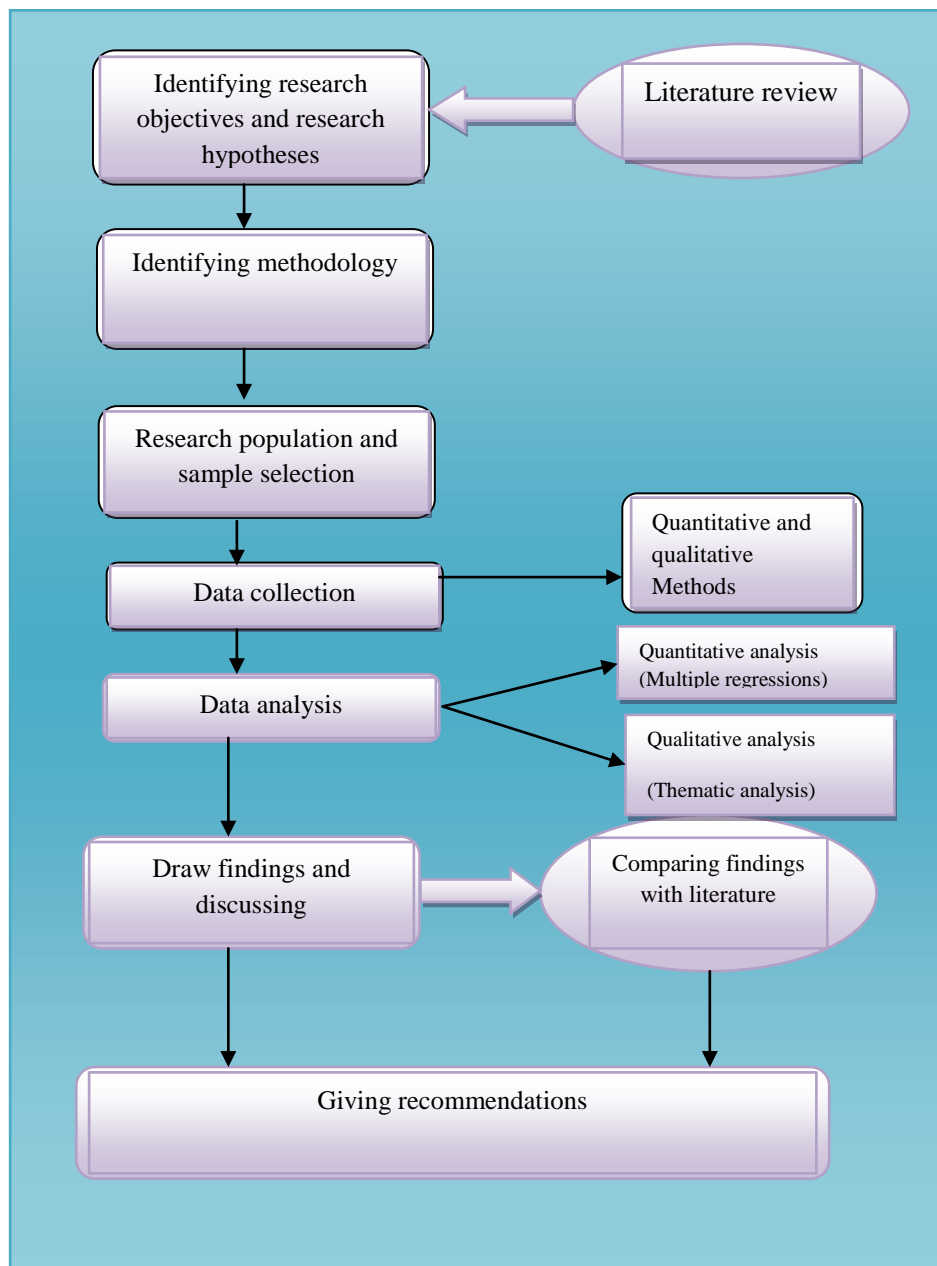 Identifying research
objectives and research
hypotheses
Literature review
Identifying methodology
Research population and
sample selection
Quantitative and
qualitative
Methods
Data collection
Quantitative analysis
(Multiple regressions)
Data analysis
Qualitative analysis
(Thematic analysis)
Draw findings and
discussing
Comparing findings
with literature
Giving recommendations